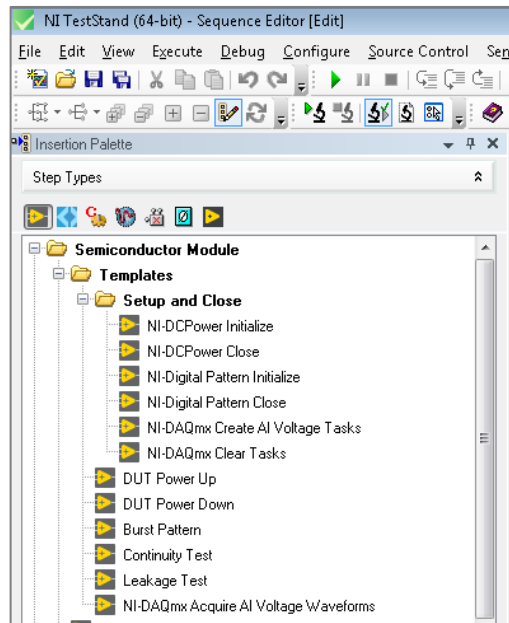 NI TestStand (64-bit) - Sequence Editor [Edit]
File Edit View Execute Debug Configure Source Control
Insertion Palette
Step Types
Semiconductor Module
Templates
Setup and Close
NI-DCPower Initialize
NI-DCPower Close
NI-Digital Pattern Initialize
NI-Digital Pattern Close
NI-DAQmx Create AI Voltage Tasks
NI-DAQmx Clear Tasks
DUT Power Up
DUT Power Down
Burst Pattern
Continuity Test
Leakage Test
NI-DAQmx Acquire AI Voltage Waveforms